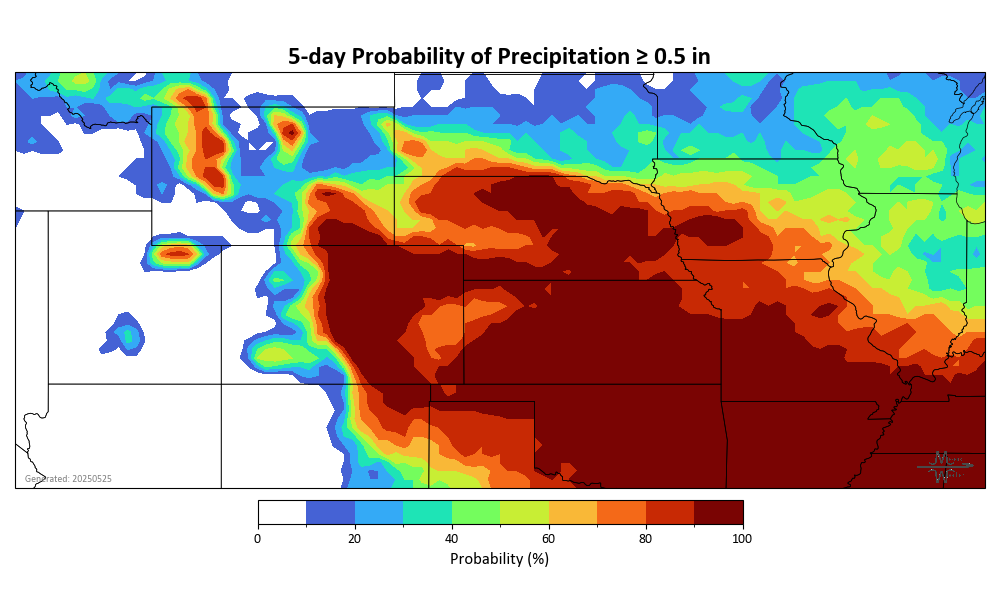 5-day Probability of Precipitation ≥ 0.5 in
Generated: 20250525
0 20 40 60 80 100
Probability (%)